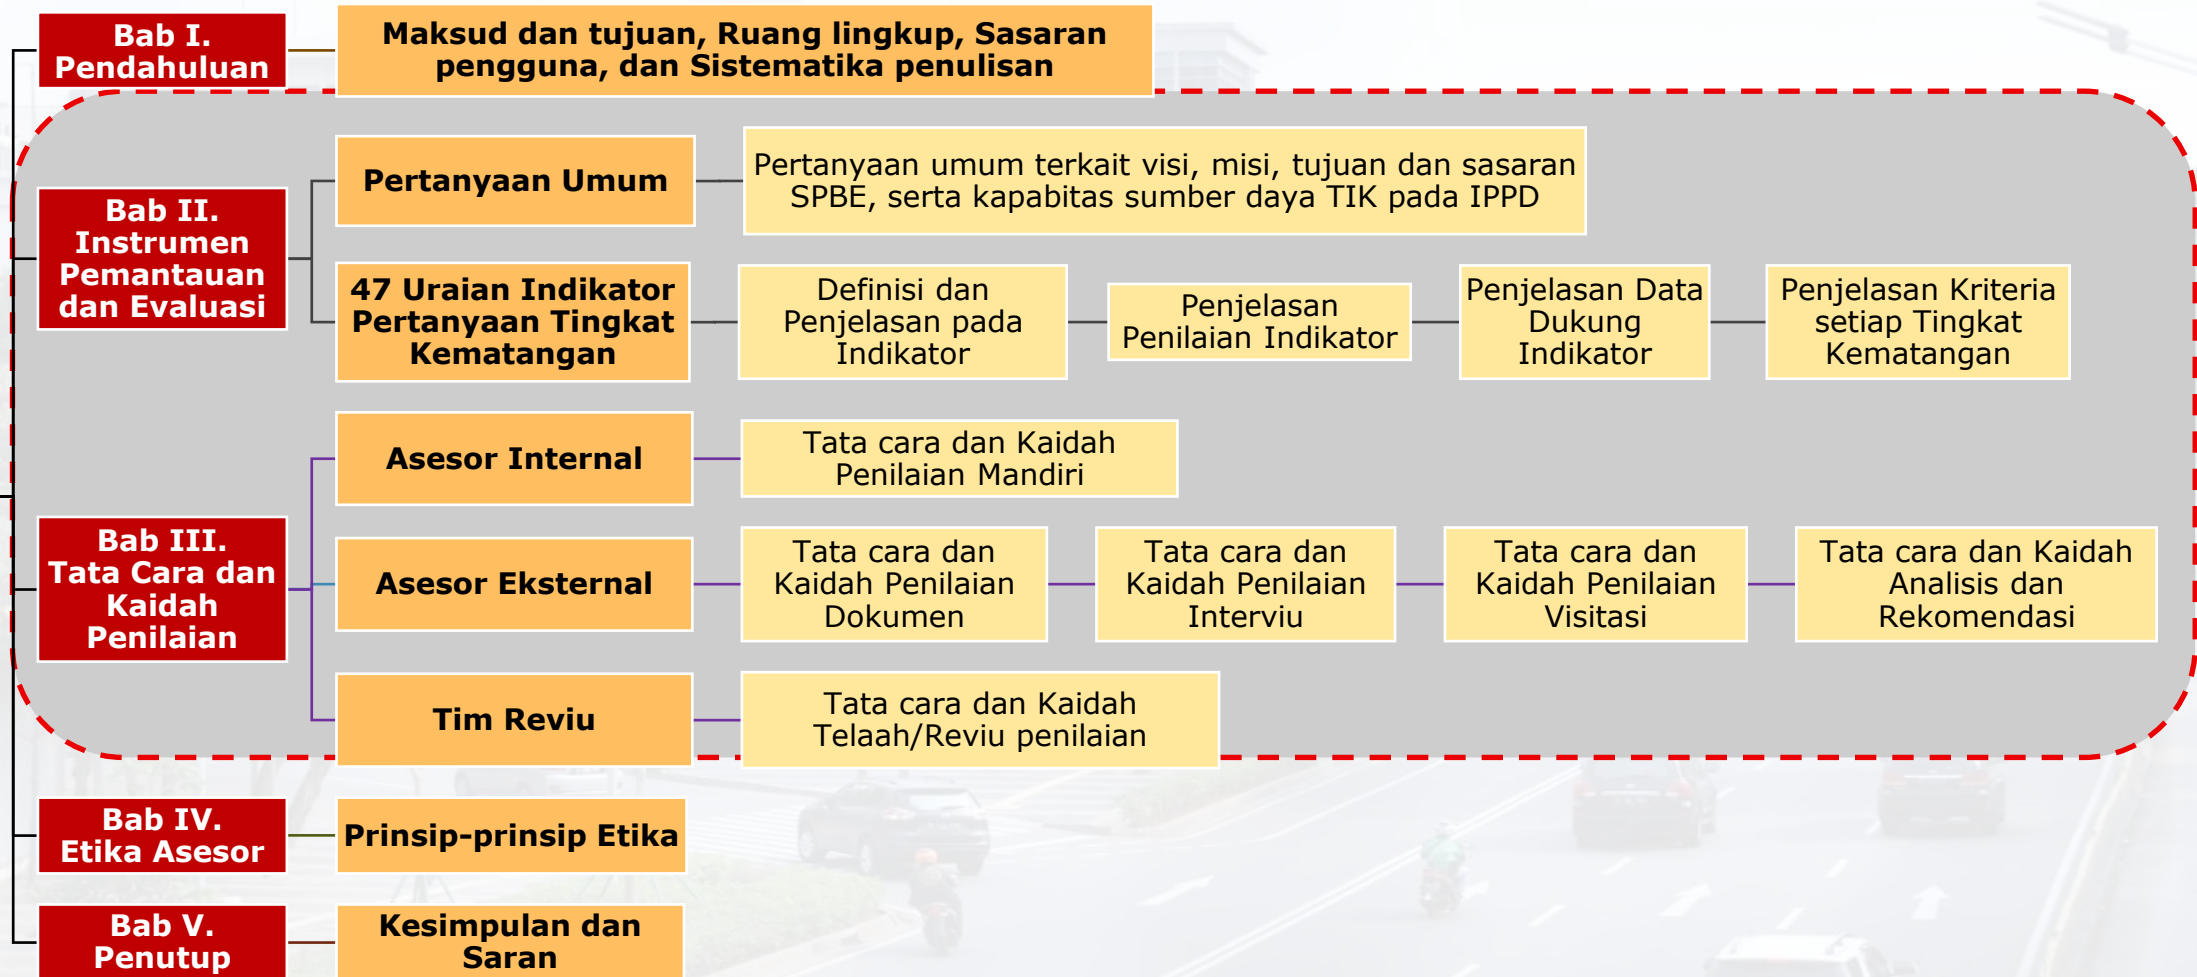 Bab I.
Pendahuluan
Maksud dan tujuan, Ruang lingkup, Sasaran
pengguna, dan Sistematika penulisan
Bab II.
Instrumen
Pemantauan
dan Evaluasi
Pertanyaan Umum
Pertanyaan umum terkait visi, misi, tujuan dan sasaran
SPBE, serta kapabitas sumber daya TIK pada IPPD
47 Uraian Indikator
Pertanyaan Tingkat
Kematangan
Definisi dan
Penjelasan pada
Indikator
Penjelasan
Penilaian Indikator
Penjelasan Data
Dukung
Indikator
Penjelasan Kriteria
setiap Tingkat
Kematangan
Bab III.
Tata Cara dan
Kaidah
Penilaian
Asesor Internal
Tata cara dan Kaidah
Penilaian Mandiri
Asesor Eksternal
Tata cara dan
Kaidah Penilaian
Dokumen
Tata cara dan
Kaidah Penilaian
Interviu
Tata cara dan
Kaidah Penilaian
Visitasi
Tata cara dan Kaidah
Analisis dan
Rekomendasi
Tim Reviu
Tata cara dan Kaidah
Telaah/Reviu penilaian
Bab IV.
Etika Asesor
Prinsip-prinsip Etika
Bab V.
Penutup
Kesimpulan dan
Saran